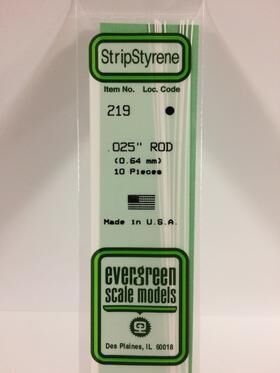 StripStyrene
Item No. Loc. Code
219
.025" ROD
(0.64 mm)
10 Pieces
Made in U.S.A.
evergreen
scale models
Des Plaines, IL 60018